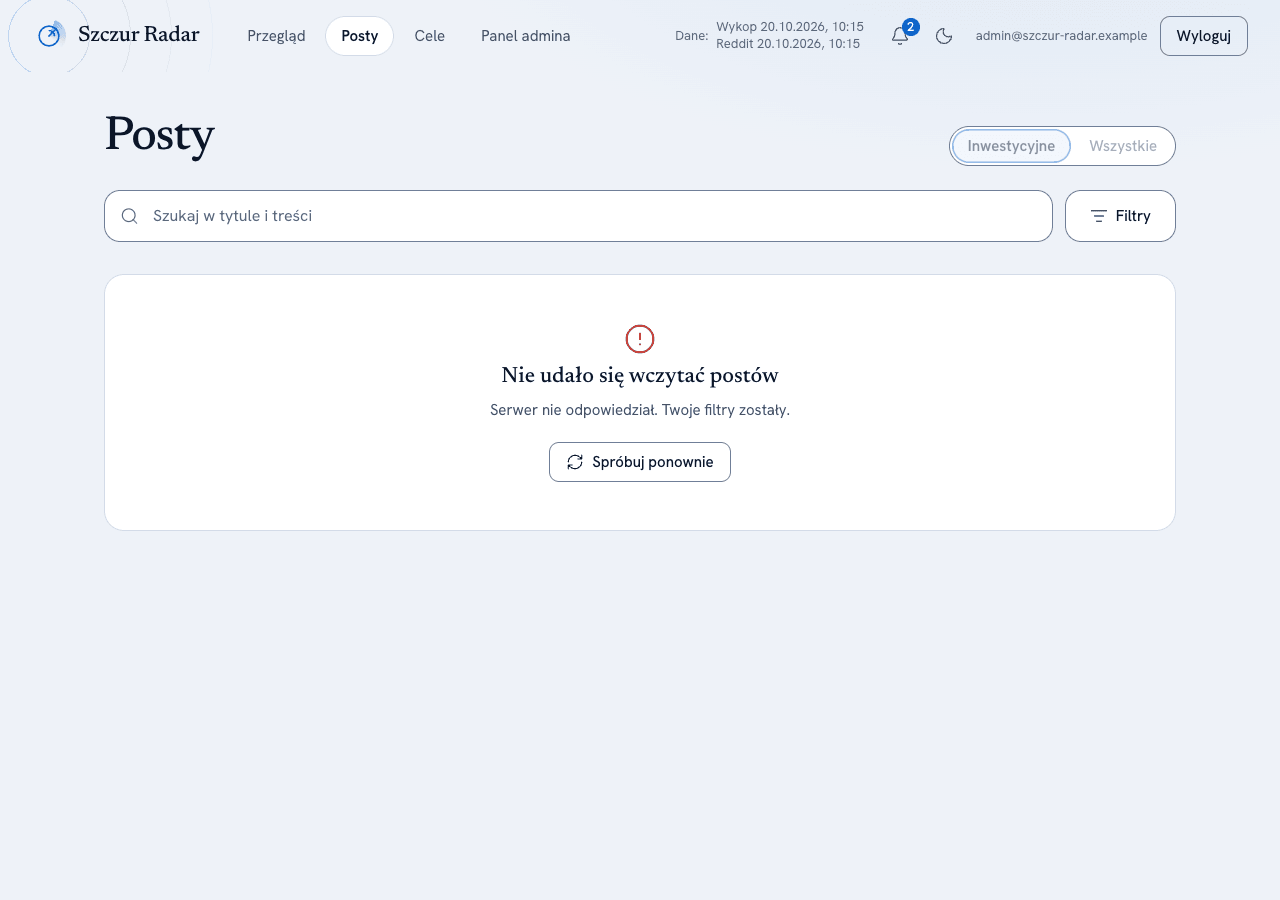 Szczur Radar
Przegląd
Posty
Cele
Panel admina
Dane:
Wykop 20.10.2026, 10:15
Reddit 20.10.2026, 10:15
2
admin@szczur-radar.example
Wyloguj
Posty
Inwestycyjne
Wszystkie
Szukaj w tytule i treści
Filtry
Nie udało się wczytać postów
Serwer nie odpowiedział. Twoje filtry zostały.
Spróbuj ponownie